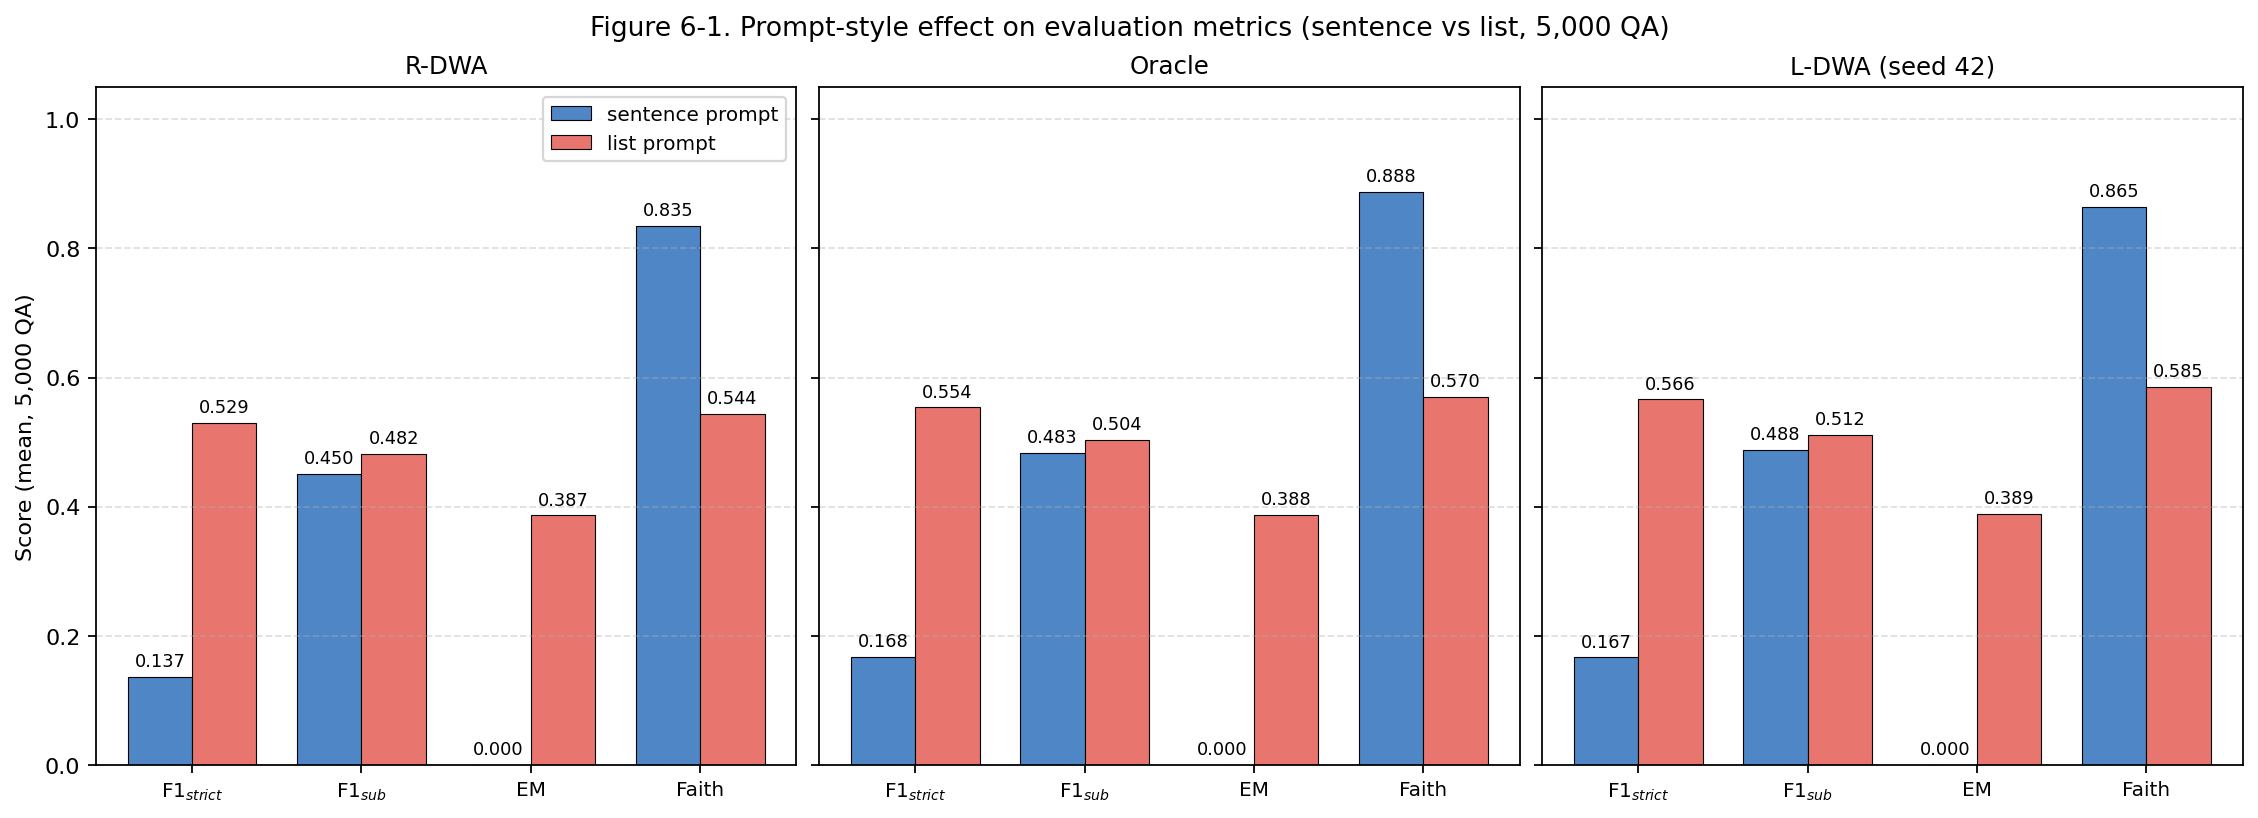 Figure 6-1. Prompt-style effect on evaluation metrics (sentence vs list, 5,000 QA)
R-DWA
Oracle
L-DWA (seed 42)
sentence prompt
list prompt
Score (mean, 5,000 QA)
1.0
0.8
0.6
0.4
0.2
0.0
0.137
0.529
0.450
0.482
0.000
0.387
0.835
0.544
F1strict
F1sub
EM
Faith
0.168
0.554
0.483
0.504
0.000
0.388
0.888
0.570
F1strict
F1sub
EM
Faith
0.167
0.566
0.488
0.512
0.000
0.389
0.865
0.585
F1strict
F1sub
EM
Faith